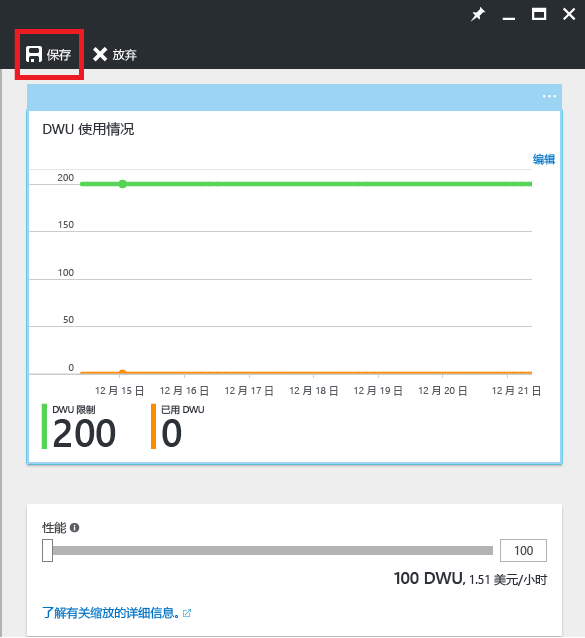 保存 放弃
DWU 使用情况
编辑
200
150
100
50
0
12 月 15 日 12 月 16 日 12 月 17 日 12 月 18 日 12 月 19 日 12 月 20 日 12 月 21 日
DWU 限制 已用 DWU
200 0
性能
100
100 DWU, 1.51 美元/小时
了解有关缩放的详细信息。